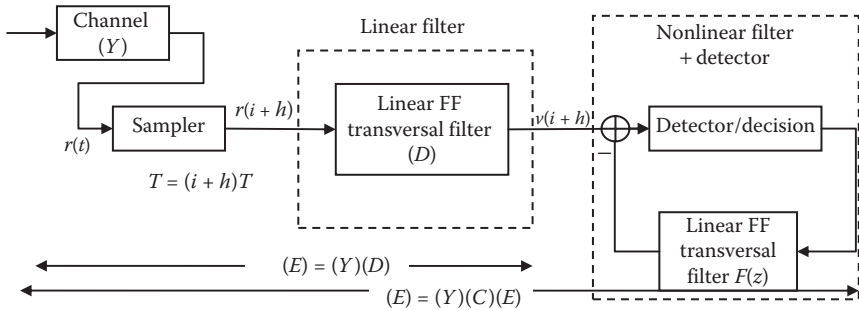 Channel
(Y)
Linear filter
Nonlinear filter
+ detector
r(t)
Sampler
r(i + h)
Linear FF
transversal filter
(D)
v(i + h)
−
Detector/decision
T = (i + h)T
Linear FF
transversal
filter F(z)
(E) = (Y)(D)
(E) = (Y)(C)(E)